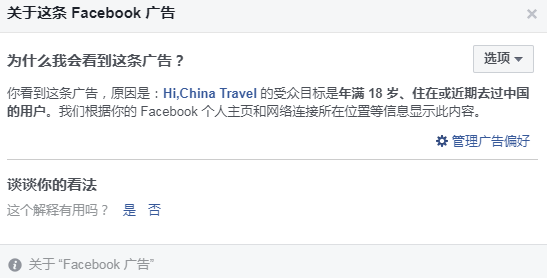 关于这条 Facebook 广告
为什么我会看到这条广告？
选项
你看到这条广告，原因是：Hi,China Travel 的受众目标是年满 18 岁、住在或近期去过中国
的用户。我们根据你的 Facebook 个人主页和网络连接所在位置等信息显示此内容。
管理广告偏好
谈谈你的看法
这个解释有用吗？ 是 否
关于 “Facebook 广告”